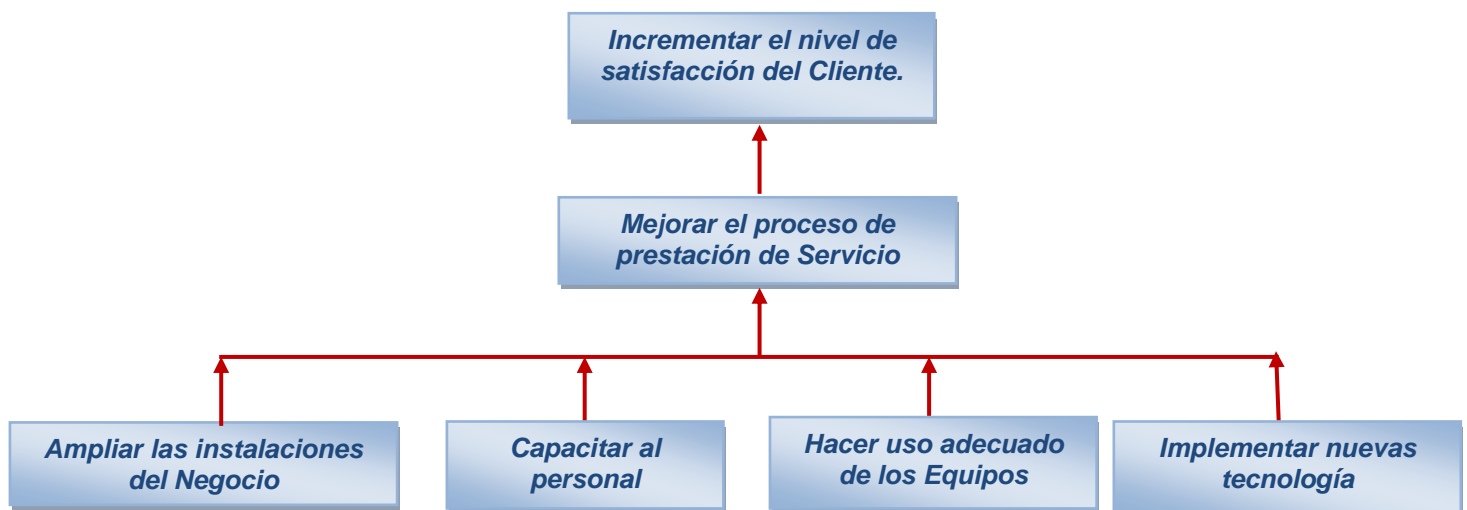 Incrementar el nivel de
satisfacción del Cliente.
Mejorar el proceso de
prestación de Servicio
Ampliar las instalaciones
del Negocio
Capacitar al
personal
Hacer uso adecuado
de los Equipos
Implementar nuevas
tecnología